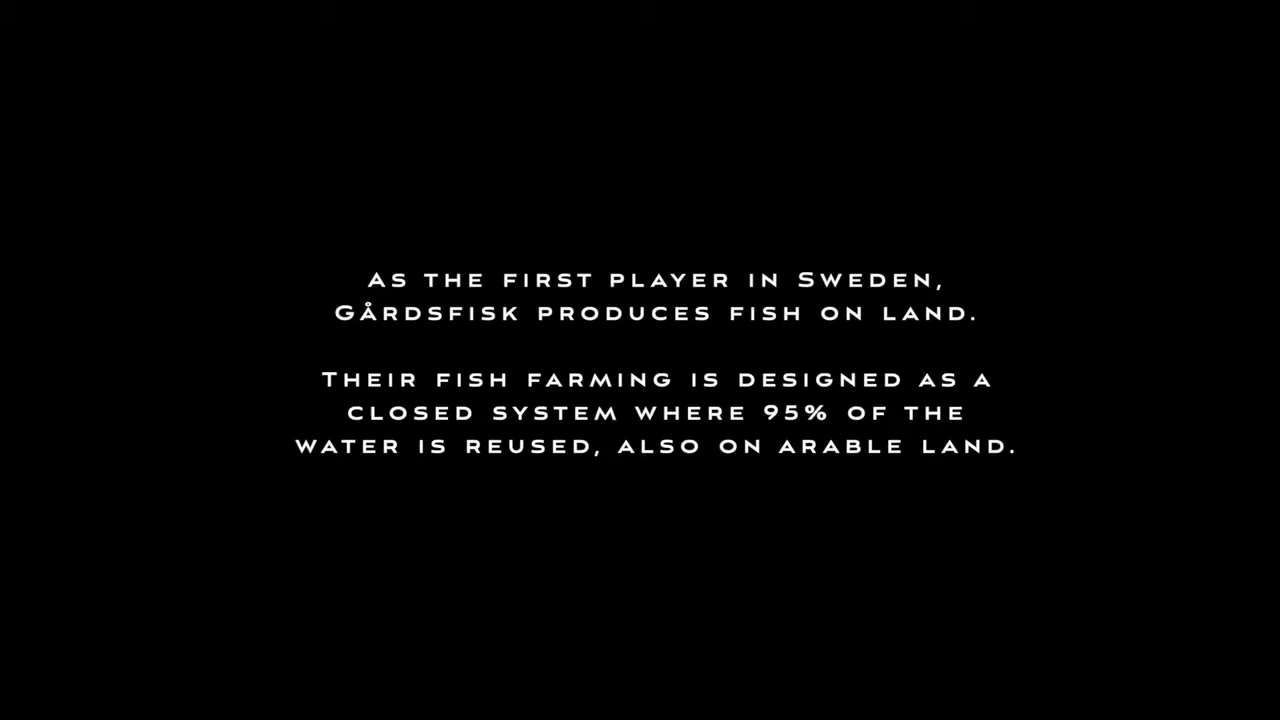 As the first player in Sweden,
Gårdsfisk produces fish on land.
Their fish farming is designed as a
closed system where 95% of the
water is reused, also on arable land.